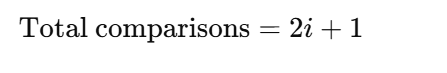 Total comparisons = 2i + 1